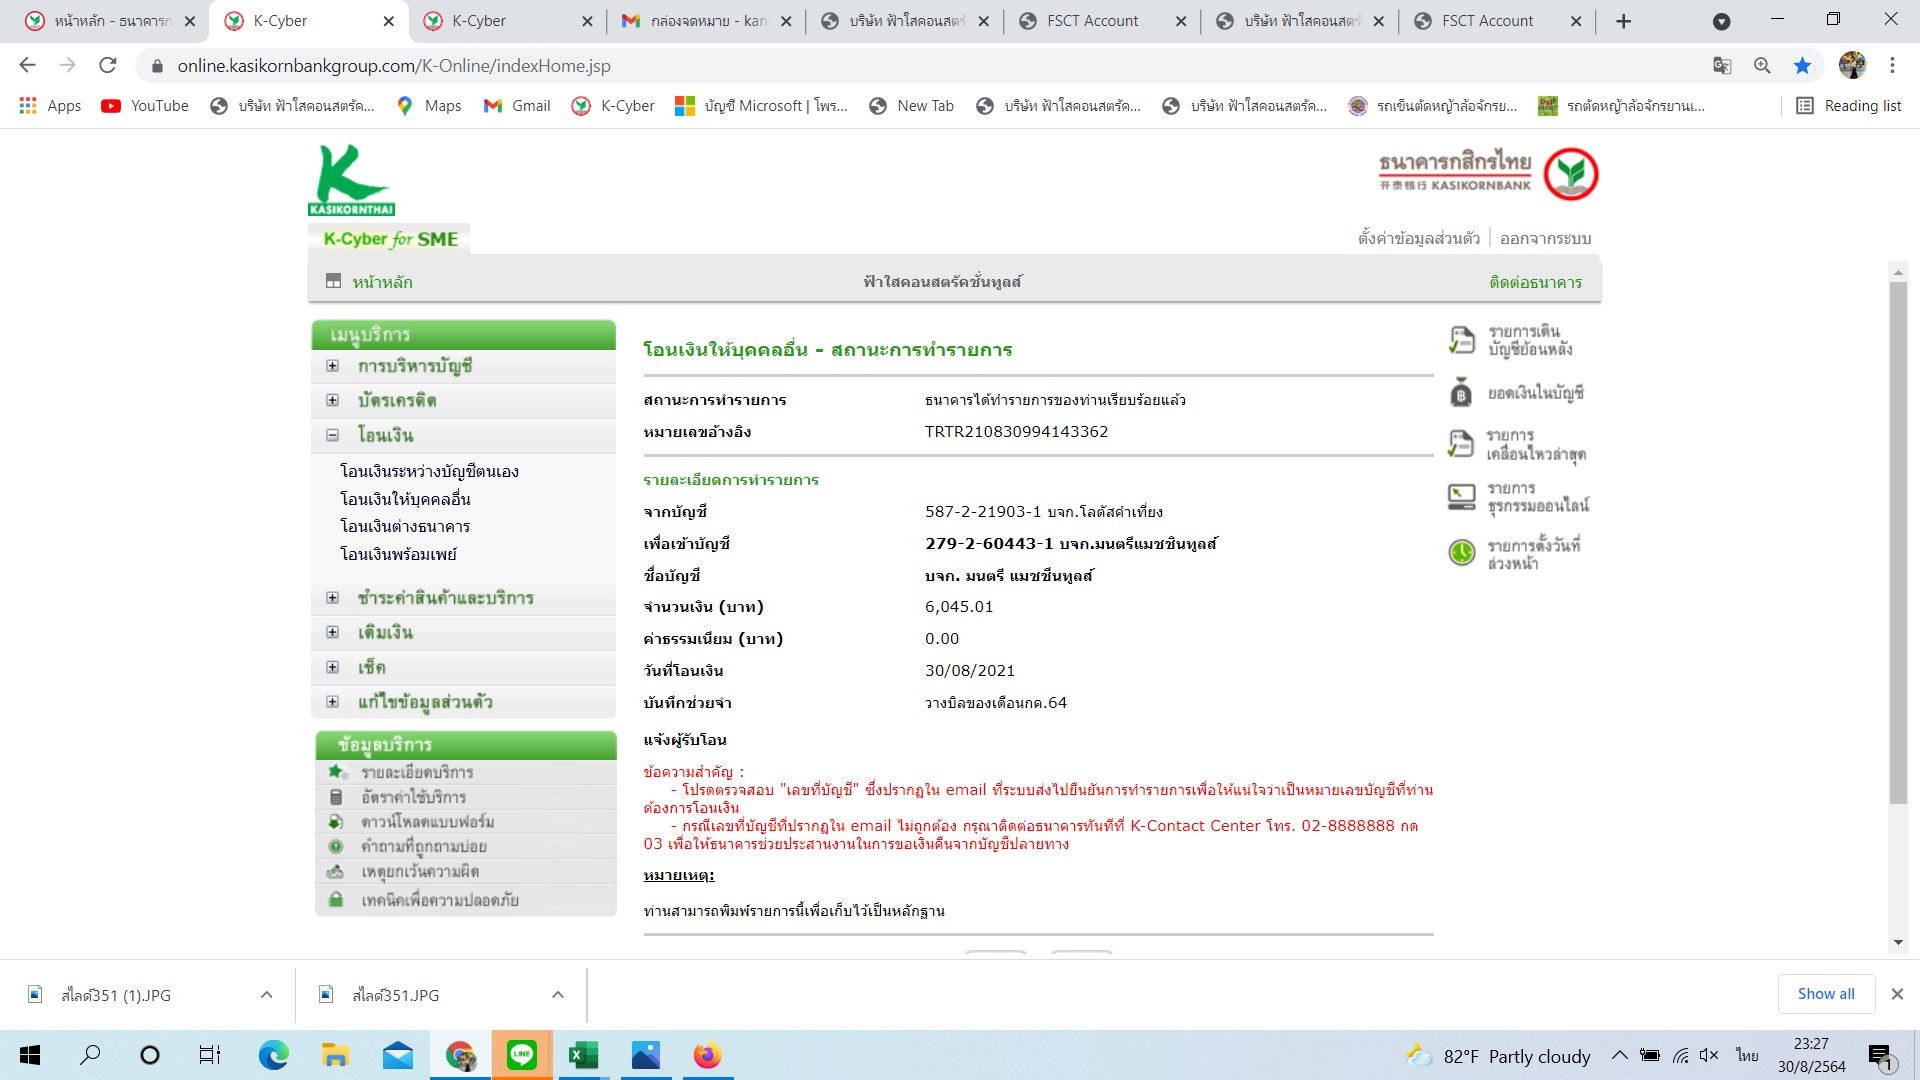 หน้าหลัก - ธนาคารก
K-Cyber
K-Cyber
กล่องจดหมาย - kan
บริษัท ฟ้าใสคอนสตร
FSCT Account
บริษัท ฟ้าใสคอนสตร
FSCT Account
online.kasikornbankgroup.com/K-Online/indexHome.jsp
Apps
YouTube
บริษัท ฟ้าใสคอนสตรัค...
Maps
Gmail
K-Cyber
บัญชี Microsoft | โพร...
New Tab
บริษัท ฟ้าใสคอนสตรัค...
บริษัท ฟ้าใสคอนสตรัค...
รถเข็นตัดหญ้าล้อจักรย...
รถตัดหญ้าล้อจักรยานเ...
Reading list
KASIKORNTHAI
ธนาคารกสิกรไทย
开泰银行 KASIKORNBANK
K-Cyber for SME
ตั้งค่าข้อมูลส่วนตัว
ออกจากระบบ
หน้าหลัก
ฟ้าใสคอนสตรัคชั่นทูลส์
ติดต่อธนาคาร
เมนูบริการ
การบริหารบัญชี
บัตรเครดิต
โอนเงิน
โอนเงินระหว่างบัญชีตนเอง
โอนเงินให้บุคคลอื่น
โอนเงินต่างธนาคาร
โอนเงินพร้อมเพย์
ชำระค่าสินค้าและบริการ
เติมเงิน
เช็ค
แก้ไขข้อมูลส่วนตัว
ข้อมูลบริการ
รายละเอียดบริการ
อัตราค่าใช้บริการ
ดาวน์โหลดแบบฟอร์ม
คำถามที่ถูกถามบ่อย
เหตุยกเว้นความผิด
เทคนิคเพื่อความปลอดภัย
โอนเงินให้บุคคลอื่น - สถานะการทำรายการ
สถานะการทำรายการ ธนาคารได้ทำรายการของท่านเรียบร้อยแล้ว
หมายเลขอ้างอิง TRTR210830994143362
รายละเอียดการทำรายการ
จากบัญชี 587-2-21903-1 บจก.โลตัสคำเที่ยง
เพื่อเข้าบัญชี 279-2-60443-1 บจก.มนตรีแมชชินทูลส์
ชื่อบัญชี บจก. มนตรี แมชชีนทูลส์
จำนวนเงิน (บาท) 6,045.01
ค่าธรรมเนียม (บาท) 0.00
วันที่โอนเงิน 30/08/2021
บันทึกช่วยจำ วางบิลของเดือนกค.64
แจ้งผู้รับโอน
ข้อความสำคัญ :
- โปรดตรวจสอบ "เลขที่บัญชี" ซึ่งปรากฏใน email ที่ระบบส่งไปยืนยันการทำรายการเพื่อให้แน่ใจว่าเป็นหมายเลขบัญชีที่ท่าน
ต้องการโอนเงิน
- กรณีเลขที่บัญชีที่ปรากฏใน email ไม่ถูกต้อง กรุณาติดต่อธนาคารทันทีที่ K-Contact Center โทร. 02-8888888 กด
03 เพื่อให้ธนาคารช่วยประสานงานในการขอเงินคืนจากบัญชีปลายทาง
หมายเหตุ:
ท่านสามารถพิมพ์รายการนี้เพื่อเก็บไว้เป็นหลักฐาน
รายการเดิน
บัญชีย้อนหลัง
ยอดเงินในบัญชี
รายการ
เคลื่อนไหวล่าสุด
รายการ
ธุรกรรมออนไลน์
รายการตั้งวันที่
ล่วงหน้า
สไลด์351 (1).JPG
สไลด์351.JPG
Show all
82°F Partly cloudy
ไทย
23:27
30/8/2564
1